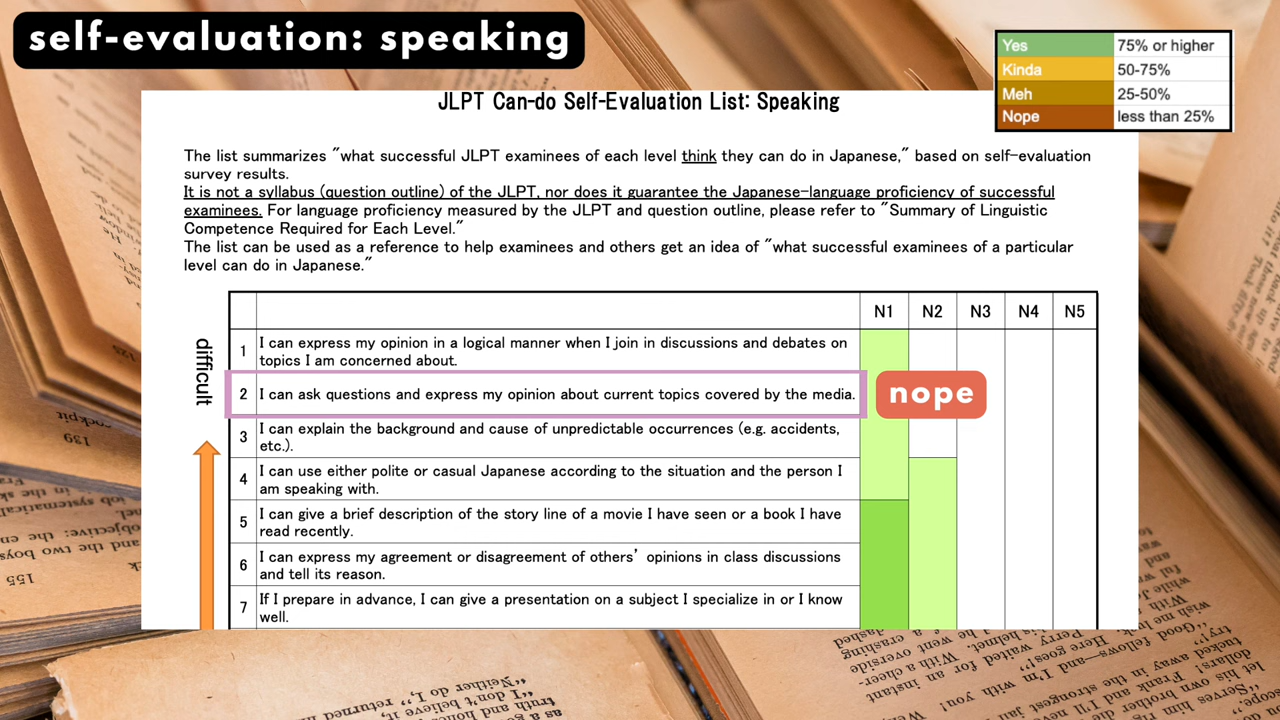 self-evaluation: speaking
Yes 75% or higher
Kinda 50-75%
Meh 25-50%
Nope less than 25%
JLPT Can-do Self-Evaluation List: Speaking
The list summarizes "what successful JLPT examinees of each level think they can do in Japanese," based on self-evaluation
survey results.
It is not a syllabus (question outline) of the JLPT, nor does it guarantee the Japanese-language proficiency of successful
examinees. For language proficiency measured by the JLPT and question outline, please refer to "Summary of Linguistic
Competence Required for Each Level."
The list can be used as a reference to help examinees and others get an idea of "what successful examinees of a particular
level can do in Japanese."
N1 N2 N3 N4 N5
difficult
1 I can express my opinion in a logical manner when I join in discussions and debates on
topics I am concerned about.
2 I can ask questions and express my opinion about current topics covered by the media.
nope
3 I can explain the background and cause of unpredictable occurrences (e.g. accidents,
etc.).
4 I can use either polite or casual Japanese according to the situation and the person I
am speaking with.
5 I can give a brief description of the story line of a movie I have seen or a book I have
read recently.
6 I can express my agreement or disagreement of others' opinions in class discussions
and tell its reason.
7 If I prepare in advance, I can give a presentation on a subject I specialize in or I know
well.